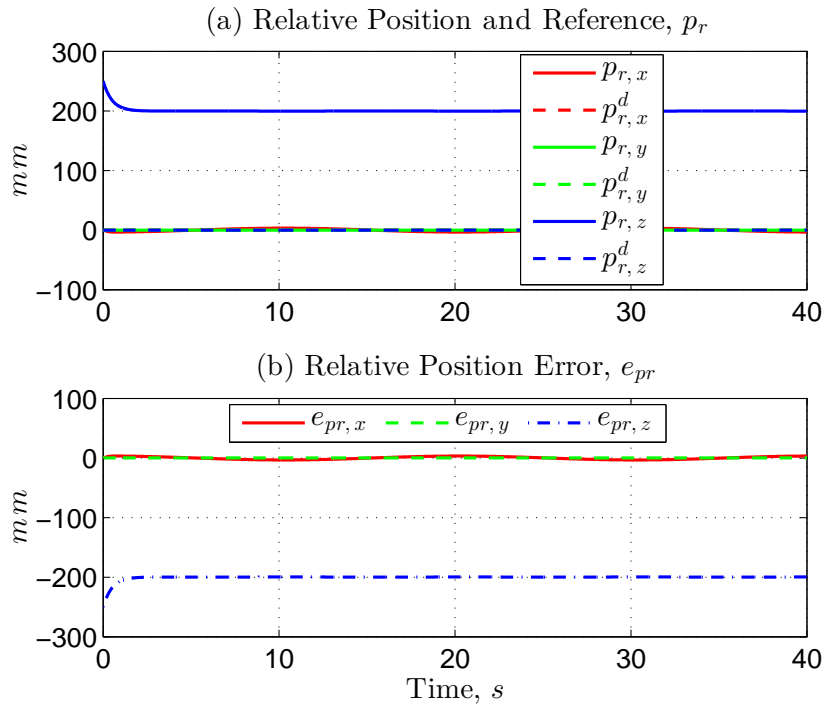 (a) Relative Position and Reference, p_r
300
200
100
0
−100
mm
p_{r, x}
p^d_{r, x}
p_{r, y}
p^d_{r, y}
p_{r, z}
p^d_{r, z}
0 10 20 30 40
(b) Relative Position Error, e_{pr}
100
0
−100
−200
−300
mm
e_{pr, x} e_{pr, y} e_{pr, z}
0 10 20 30 40
Time, s